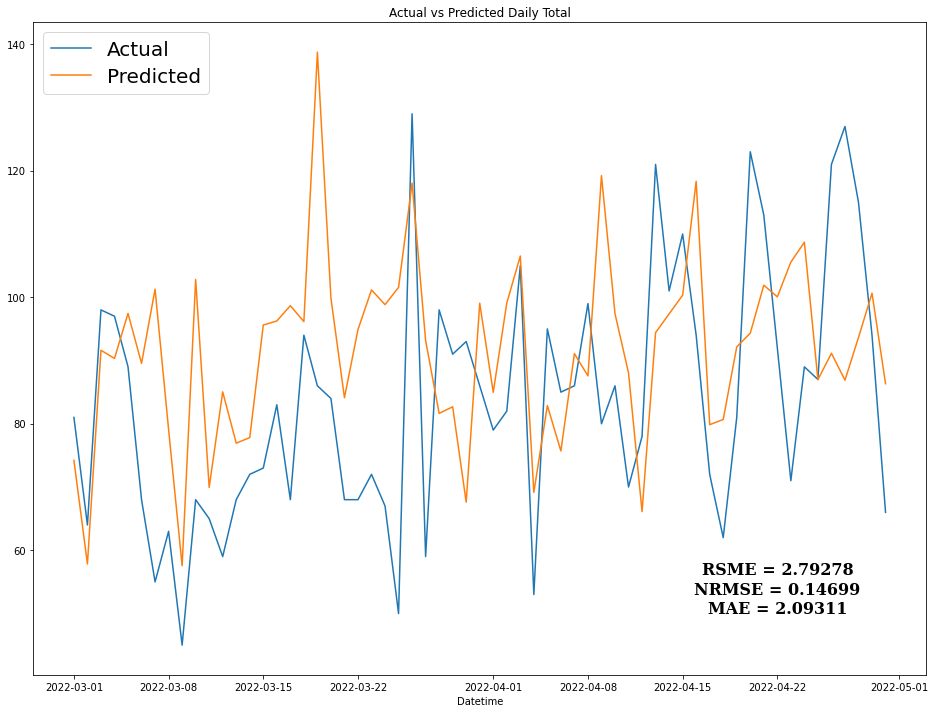 Actual vs Predicted Daily Total
Actual
Predicted
140
120
100
80
60
RSME = 2.79278
NRMSE = 0.14699
MAE = 2.09311
2022-03-01 2022-03-08 2022-03-15 2022-03-22 2022-04-01 2022-04-08 2022-04-15 2022-04-22 2022-05-01
Datetime